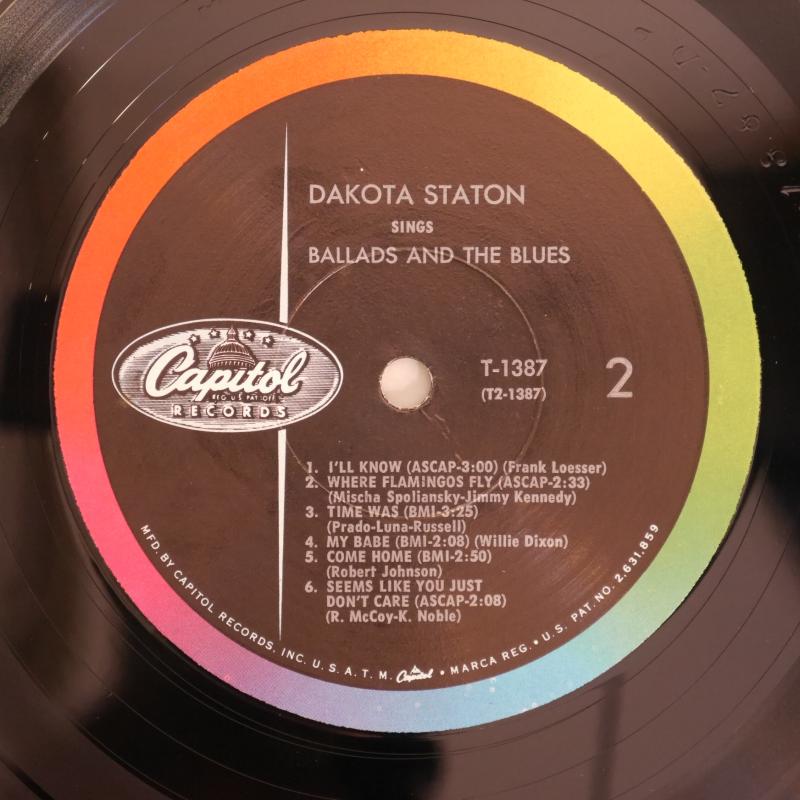 DAKOTA STATON
SINGS
BALLADS AND THE BLUES
Capitol
REG. U.S. PAT. OFF.
RECORDS
T-1387
(T2-1387)
2
1. I'LL KNOW (ASCAP-3:00) (Frank Loesser)
2. WHERE FLAMINGOS FLY (ASCAP-2:33)
(Mischa Spoliansky-Jimmy Kennedy)
3. TIME WAS (BMI-3:25)
(Prado-Luna-Russell)
4. MY BABE (BMI-2:08) (Willie Dixon)
5. COME HOME (BMI-2:50)
(Robert Johnson)
6. SEEMS LIKE YOU JUST
DON'T CARE (ASCAP-2:08)
(R. McCoy-K. Noble)
MFD. BY CAPITOL RECORDS, INC. U. S. A. T. M. Capitol • MARCA REG. • U. S. PAT. NO. 2,631,859